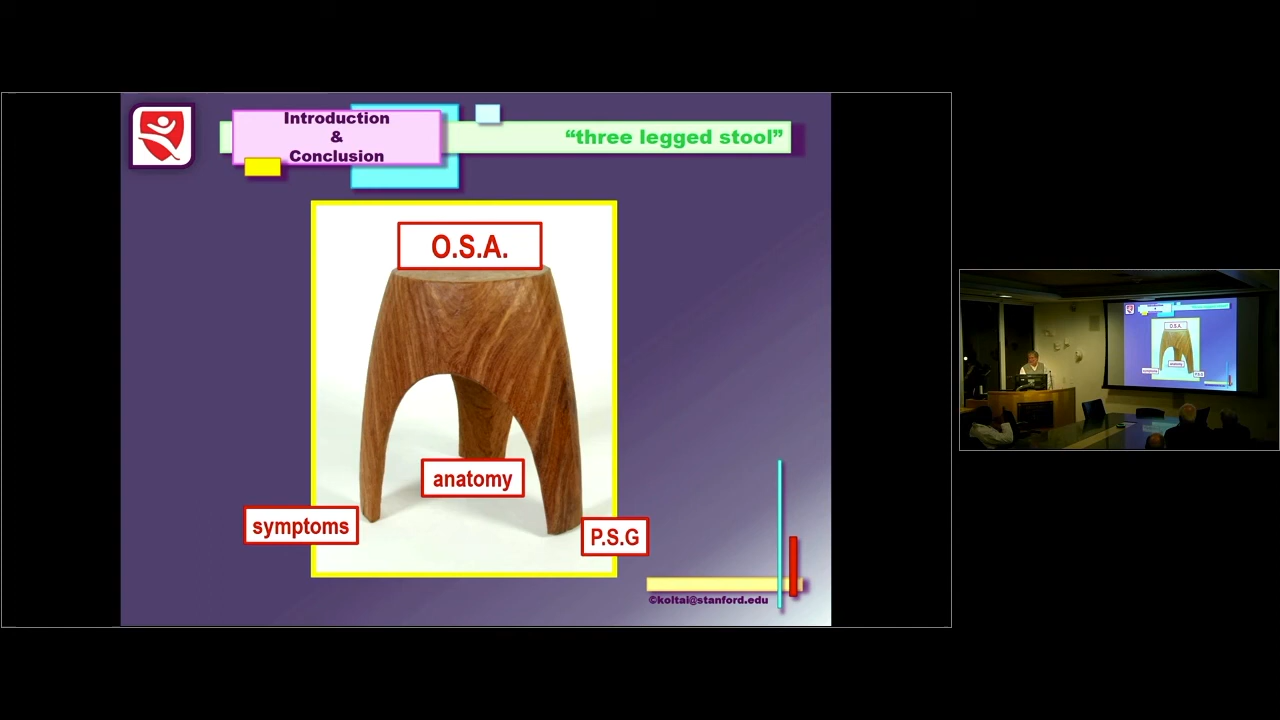 Introduction
&
Conclusion
“three legged stool”
O.S.A.
anatomy
symptoms
P.S.G
©koltai@stanford.edu